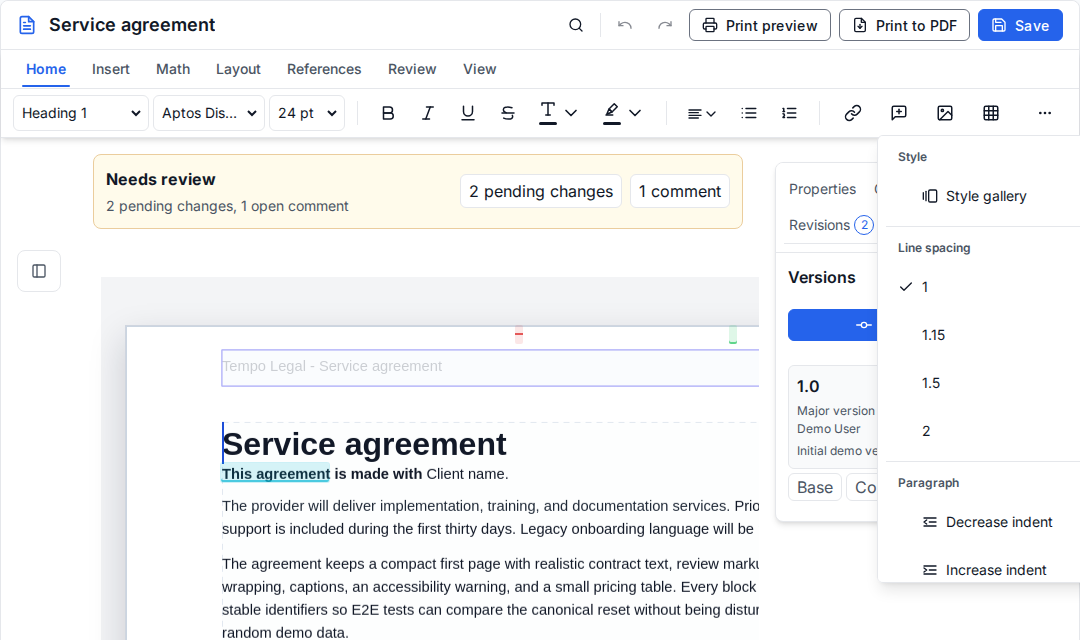 Service agreement
Print preview
Print to PDF
Save
Home
Insert
Math
Layout
References
Review
View
Heading 1
Aptos Dis...
24 pt
Needs review
2 pending changes, 1 open comment
2 pending changes
1 comment
Style
Style gallery
Line spacing
1
1.15
1.5
2
Paragraph
Decrease indent
Increase indent
Properties
Revisions 2
Versions
1.0
Major version
Demo User
Initial demo
Base
Tempo Legal - Service agreement
Service agreement
This agreement is made with Client name.
The provider will deliver implementation, training, and documentation services.
support is included during the first thirty days. Legacy onboarding language will be
The agreement keeps a compact first page with realistic contract text, review
wrapping, captions, an accessibility warning, and a small pricing table. Every block
stable identifiers so E2E tests can compare the canonical reset without being
random demo data.